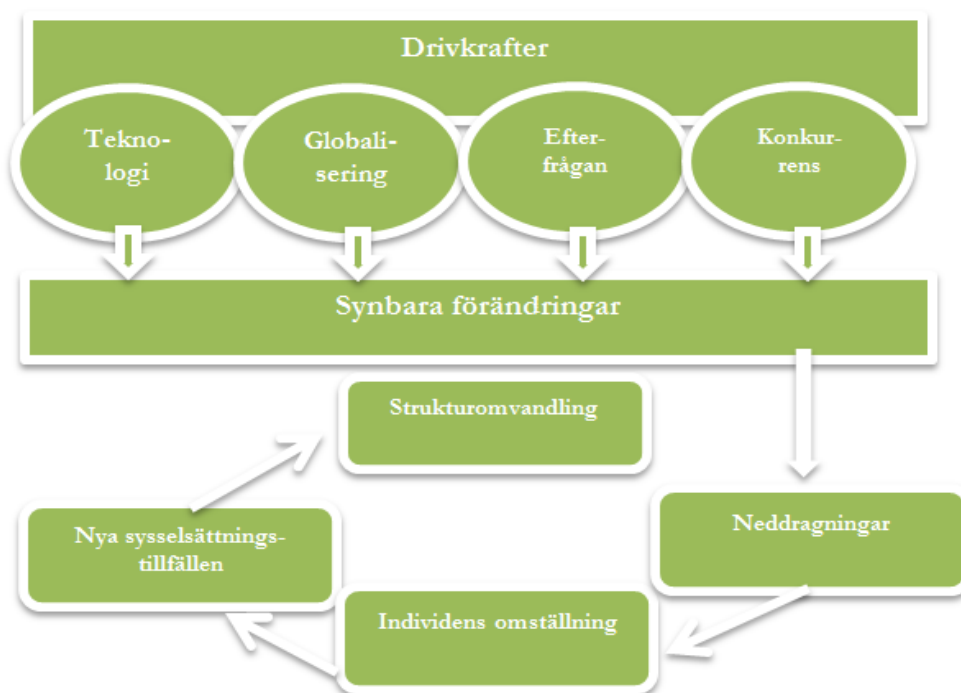 Drivkrafter
Tekno-
logi
Globali-
sering
Efter-
frågan
Konkur-
rens
Synbara förändringar
Strukturomvandling
Nya sysselsättnings-
tillfällen
Neddragningar
Individens omställning